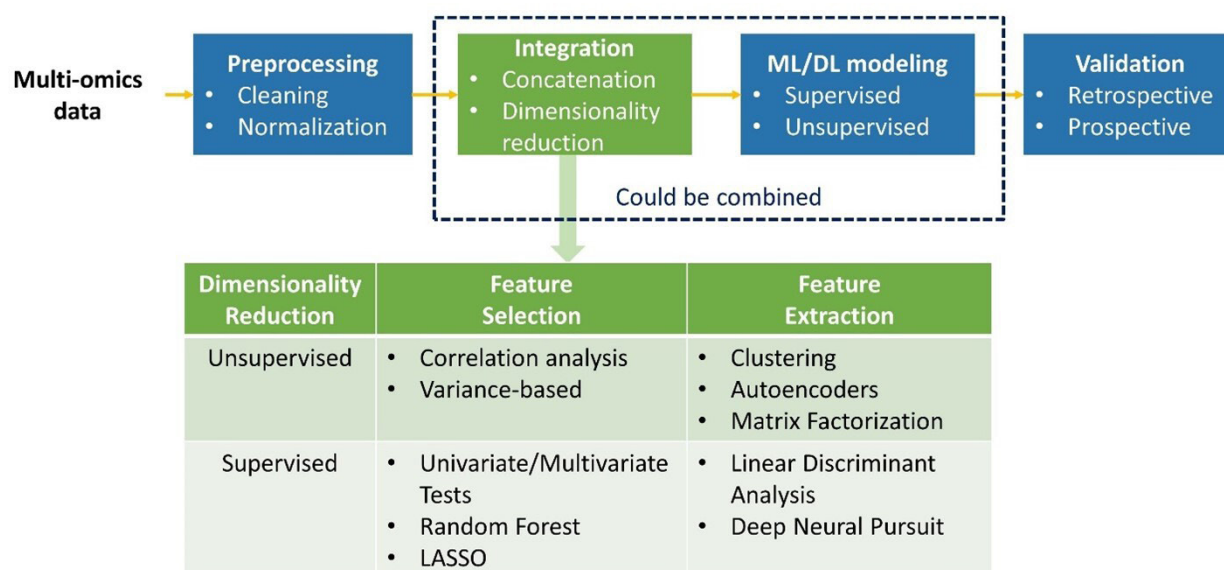 Multi-omics
data
Preprocessing
• Cleaning
• Normalization
Integration
• Concatenation
• Dimensionality
reduction
ML/DL modeling
• Supervised
• Unsupervised
Validation
• Retrospective
• Prospective
Could be combined
Dimensionality
Reduction
Feature
Selection
Feature
Extraction
Unsupervised
• Correlation analysis
• Variance-based
• Clustering
• Autoencoders
• Matrix Factorization
Supervised
• Univariate/Multivariate
Tests
• Random Forest
• LASSO
• Linear Discriminant
Analysis
• Deep Neural Pursuit